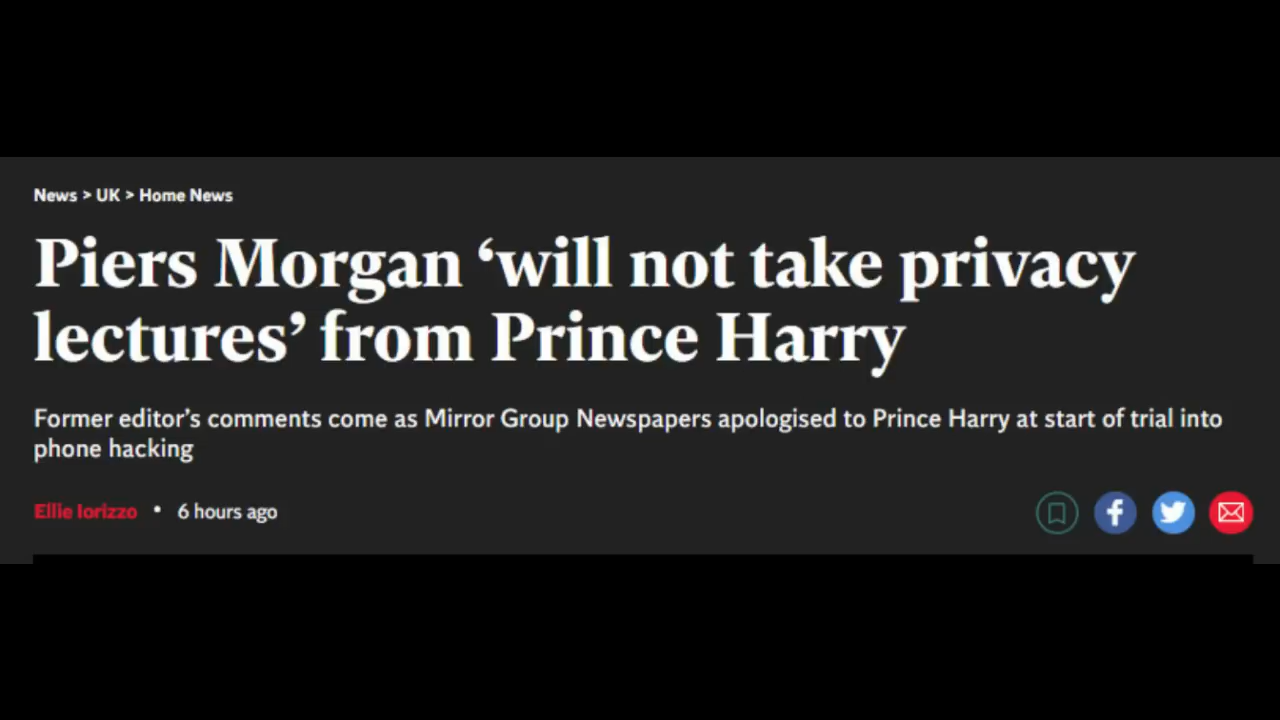 News > UK > Home News
Piers Morgan ‘will not take privacy
lectures’ from Prince Harry
Former editor’s comments come as Mirror Group Newspapers apologised to Prince Harry at start of trial into
phone hacking
Ellie Iorizzo • 6 hours ago